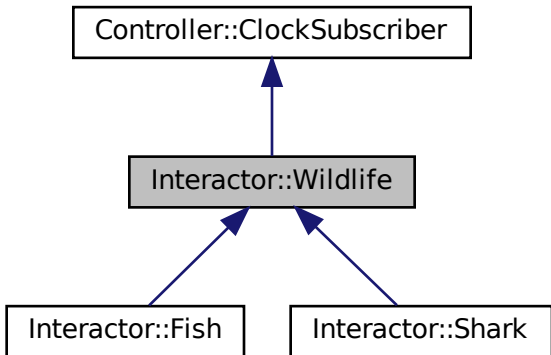 Controller::ClockSubscriber
Interactor::Wildlife
Interactor::Fish
Interactor::Shark